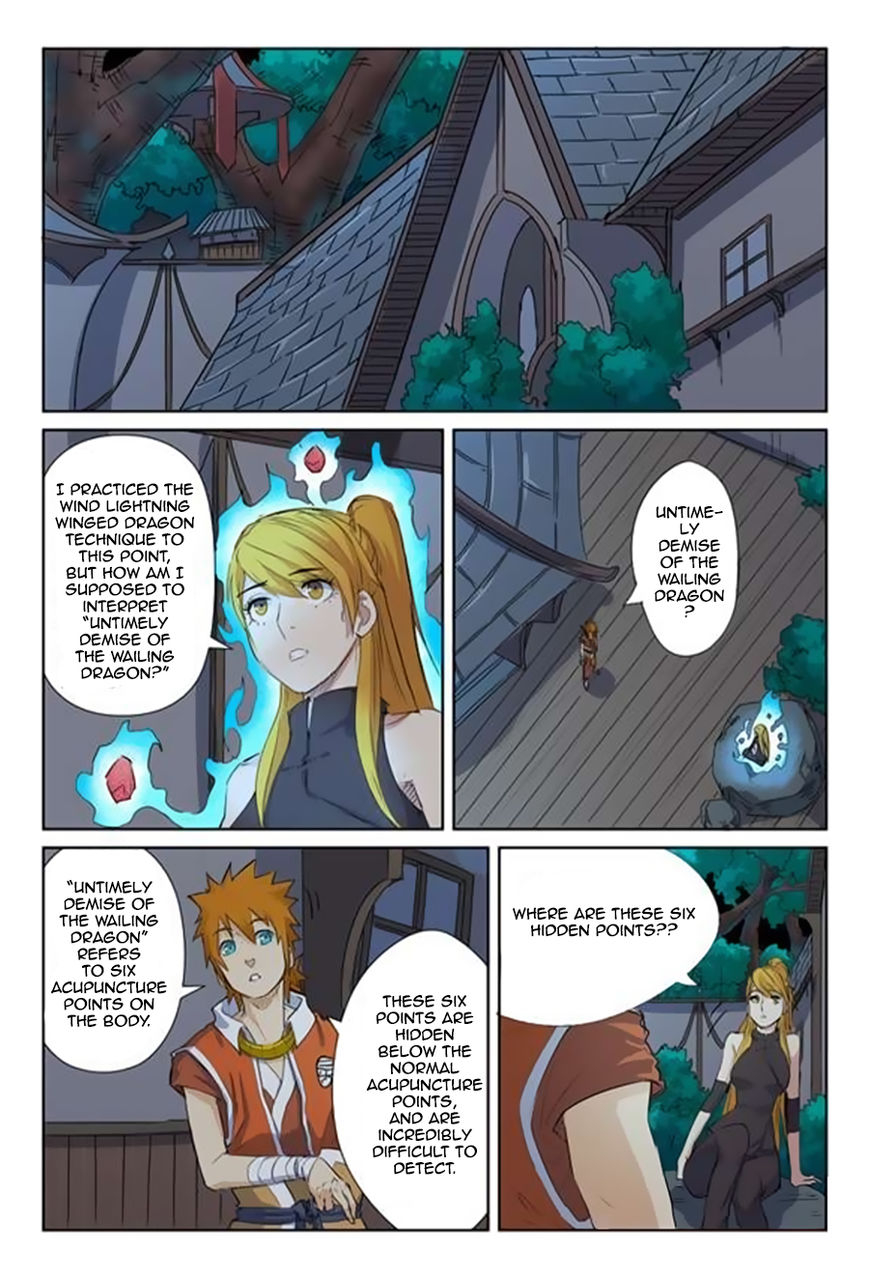 I PRACTICED THE
WIND LIGHTNING
WINGED DRAGON
TECHNIQUE TO
THIS POINT,
BUT HOW AM I
SUPPOSED TO
INTERPRET
"UNTIMELY
DEMISE OF
THE WAILING
DRAGON?"
UNTIME-
LY
DEMISE
OF THE
WAILING
DRAGON
?
"UNTIMELY
DEMISE OF
THE WAILING
DRAGON"
REFERS
TO SIX
ACUPUNCTURE
POINTS ON
THE BODY.
THESE SIX
POINTS ARE
HIDDEN
BELOW THE
NORMAL
ACUPUNCTURE
POINTS,
AND ARE
INCREDIBLY
DIFFICULT TO
DETECT.
WHERE ARE THESE SIX
HIDDEN POINTS??